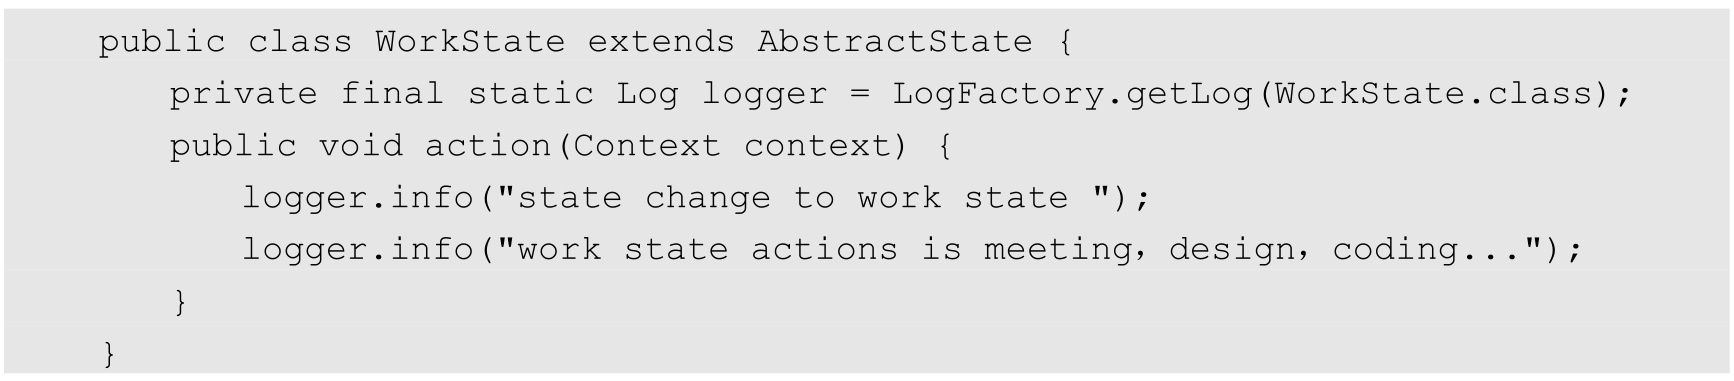 public class WorkState extends AbstractState {
    private final static Log logger = LogFactory.getLog(WorkState.class);
    public void action(Context context) {
        logger.info("state change to work state ");
        logger.info("work state actions is meeting，design，coding...");
    }
}